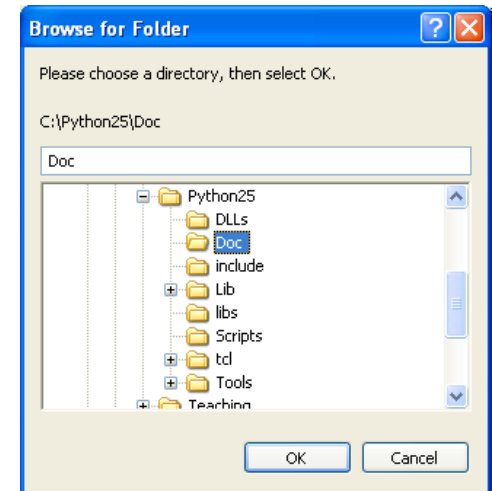 Browse for Folder
Please choose a directory, then select OK.
C:\Python25\Doc
Doc
Python25
DLLs
Doc
include
Lib
libs
Scripts
tcl
Tools
Teaching
OK Cancel